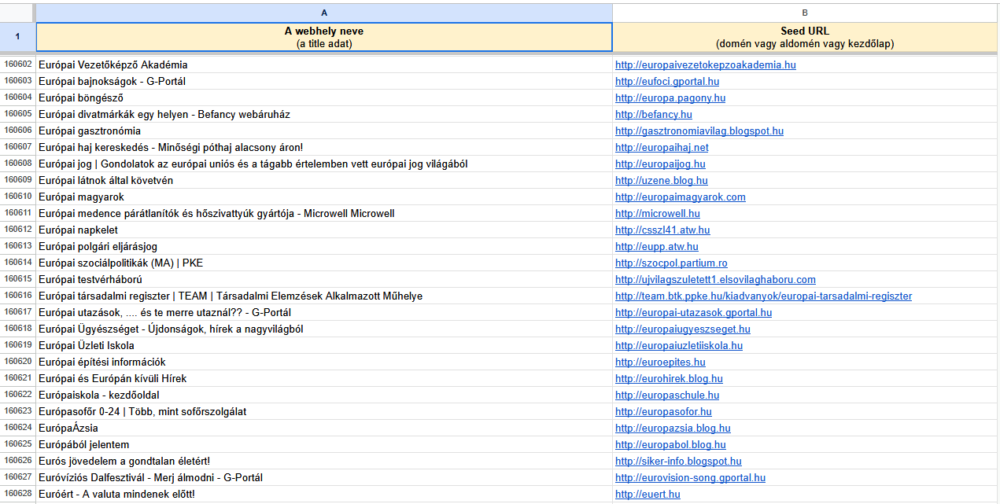 A B
1 A webhely neve Seed URL
(a title adat) (domén vagy aldomén vagy kezdőlap)
160602 Európai Vezetőképző Akadémia http://europaivezetokepzoakademia.hu
160603 Európai bajnokságok - G-Portál http://eufoci.gportal.hu
160604 Európai böngésző http://europa.pagony.hu
160605 Európai divatmárkák egy helyen - Befancy webáruház http://befancy.hu
160606 Európai gasztronómia http://gasztronomiavilag.blogspot.hu
160607 Európai haj kereskedés - Minőségi póthaj alacsony áron! http://europaihaj.net
160608 Európai jog | Gondolatok az európai uniós és a tágabb értelemben vett európai jog világából http://europaijog.hu
160609 Európai látnok által követvén http://uzene.blog.hu
160610 Európai magyarok http://europaimagyarok.com
160611 Európai medence párátlanítók és hőszivattyúk gyártója - Microwell Microwell http://microwell.hu
160612 Európai napkelet http://csszl41.atw.hu
160613 Európai polgári eljárásjog http://eupp.atw.hu
160614 Európai szociálpolitikák (MA) | PKE http://szocpol.partium.ro
160615 Európai testvérháború http://ujvilagszuletett1.elsovilaghaboru.com
160616 Európai társadalmi regiszter | TEAM | Társadalmi Elemzések Alkalmazott Műhelye http://team.btk.ppke.hu/kiadvanyok/europai-tarsadalmi-regiszter
160617 Európai utazások, .... és te merre utaznál?? - G-Portál http://europai-utazasok.gportal.hu
160618 Európai Ügyészséget - Újdonságok, hírek a nagyvilágból http://europaiugyeszseget.hu
160619 Európai Üzleti Iskola http://europaiuzletiiskola.hu
160620 Európai építési információk http://euroepites.hu
160621 Európai és Európán kívüli Hírek http://eurohirek.blog.hu
160622 Európaiskola - kezdőoldal http://europaschule.hu
160623 Európasofőr 0-24 | Több, mint sofőrszolgálat http://europasofor.hu
160624 EurópaÁzsia http://europazsia.blog.hu
160625 Európából jelentem http://europabol.blog.hu
160626 Eurós jövedelem a gondtalan életért! http://siker-info.blogspot.hu
160627 Euróvíziós Dalfesztivál - Merj álmodni - G-Portál http://eurovision-song.gportal.hu
160628 Euróért - A valuta mindenek előtt! http://euert.hu